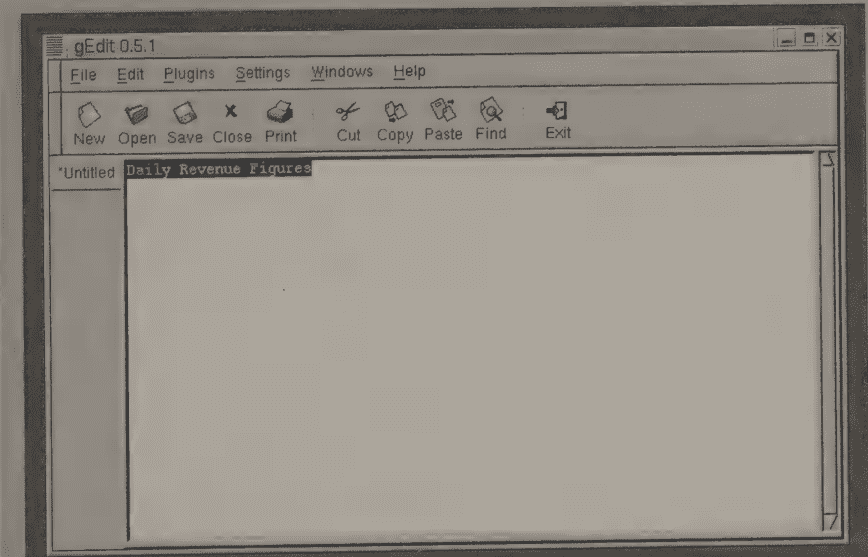 gEdit 0.5.1
File Edit Plugins Settings Windows Help
New Open Save Close Print Cut Copy Paste Find Exit
*Untitled
Daily Revenue Figures